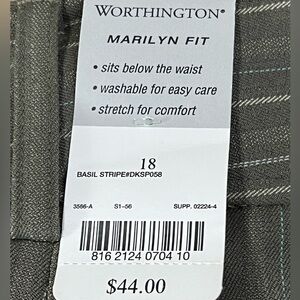 WORTHINGTON®
MARILYN FIT
• sits below the waist
• washable for easy care
• stretch for comfort
18
BASIL STRIPE#DKSP058
3586-A S1-56 SUPP. 02224-4
816 2124 0704 10
$44.00